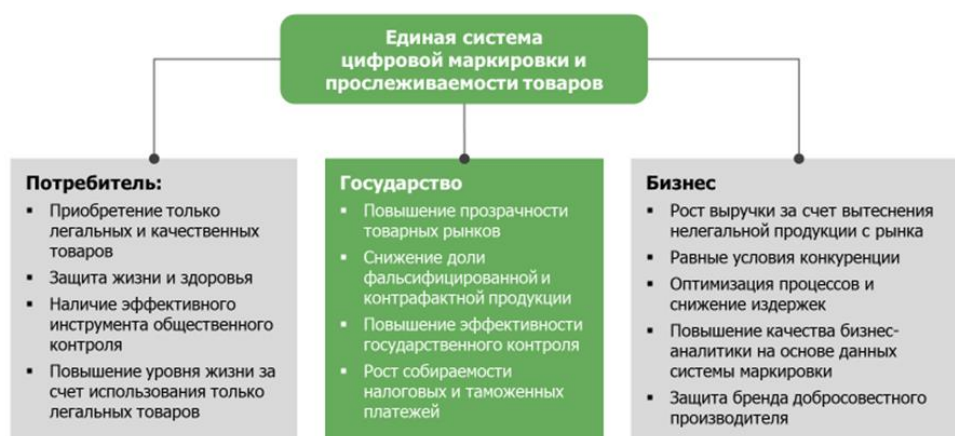 Единая система
цифровой маркировки и
прослеживаемости товаров
Потребитель:
▪ Приобретение только
легальных и качественных
товаров
▪ Защита жизни и здоровья
▪ Наличие эффективного
инструмента общественного
контроля
▪ Повышение уровня жизни за
счет использования только
легальных товаров
Государство
▪ Повышение прозрачности
товарных рынков
▪ Снижение доли
фальсифицированной и
контрафактной продукции
▪ Повышение эффективности
государственного контроля
▪ Рост собираемости
налоговых и таможенных
платежей
Бизнес
▪ Рост выручки за счет вытеснения
нелегальной продукции с рынка
▪ Равные условия конкуренции
▪ Оптимизация процессов и
снижение издержек
▪ Повышение качества бизнес-
аналитики на основе данных
системы маркировки
▪ Защита бренда добросовестного
производителя